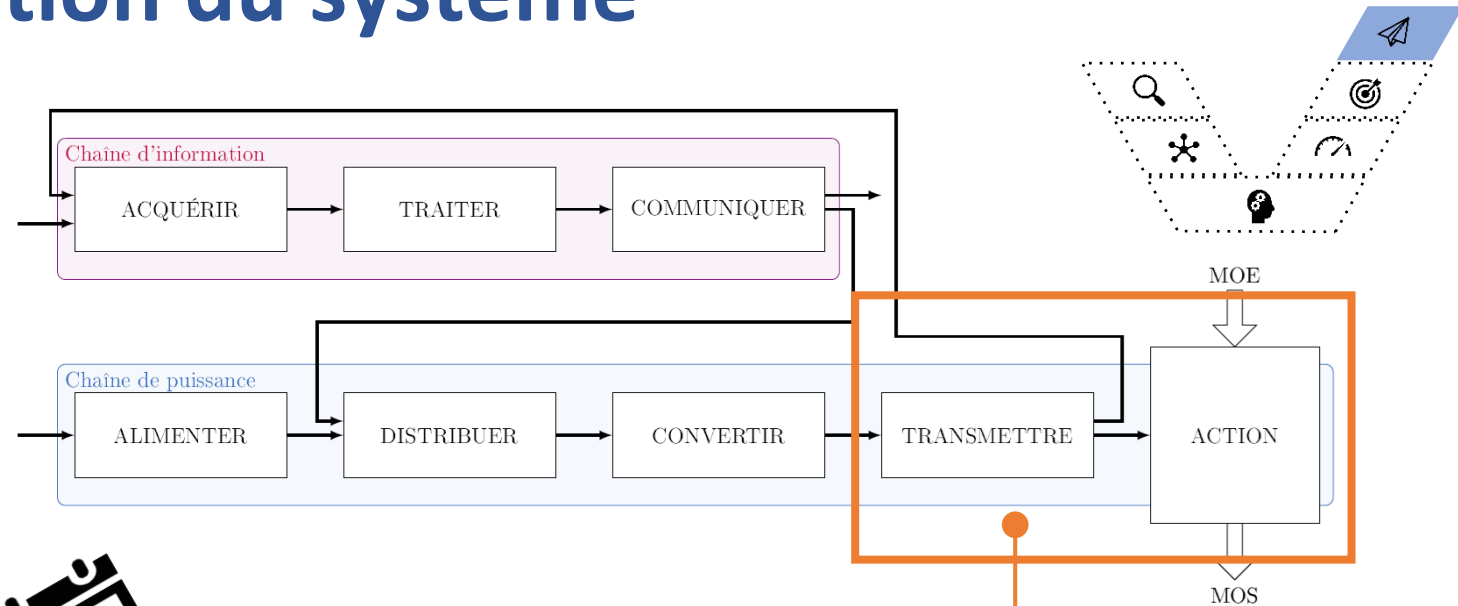 tion du système
Chaîne d'information
ACQUÉRIR
TRAITER
COMMUNIQUER
MOE
Chaîne de puissance
ALIMENTER
DISTRIBUER
CONVERTIR
TRANSMETTRE
ACTION
MOS